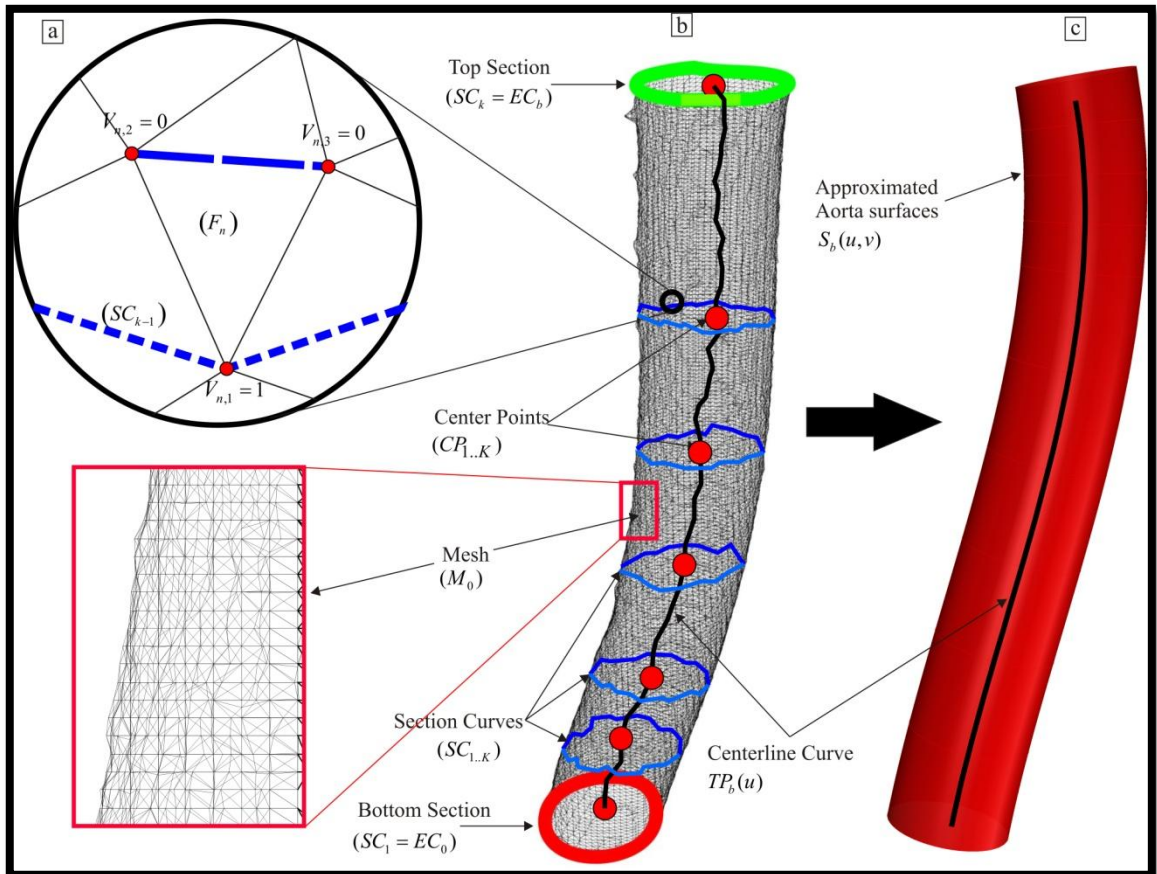 a
b
c
Top Section
(SC_k = EC_b)
V_{n,2} = 0
V_{n,3} = 0
(F_n)
(SC_{k-1})
V_{n,1} = 1
Approximated
Aorta surfaces
S_b(u,v)
Center Points
(CP_{1..K})
Mesh
(M_0)
Section Curves
(SC_{1..K})
Centerline Curve
TP_b(u)
Bottom Section
(SC_1 = EC_0)